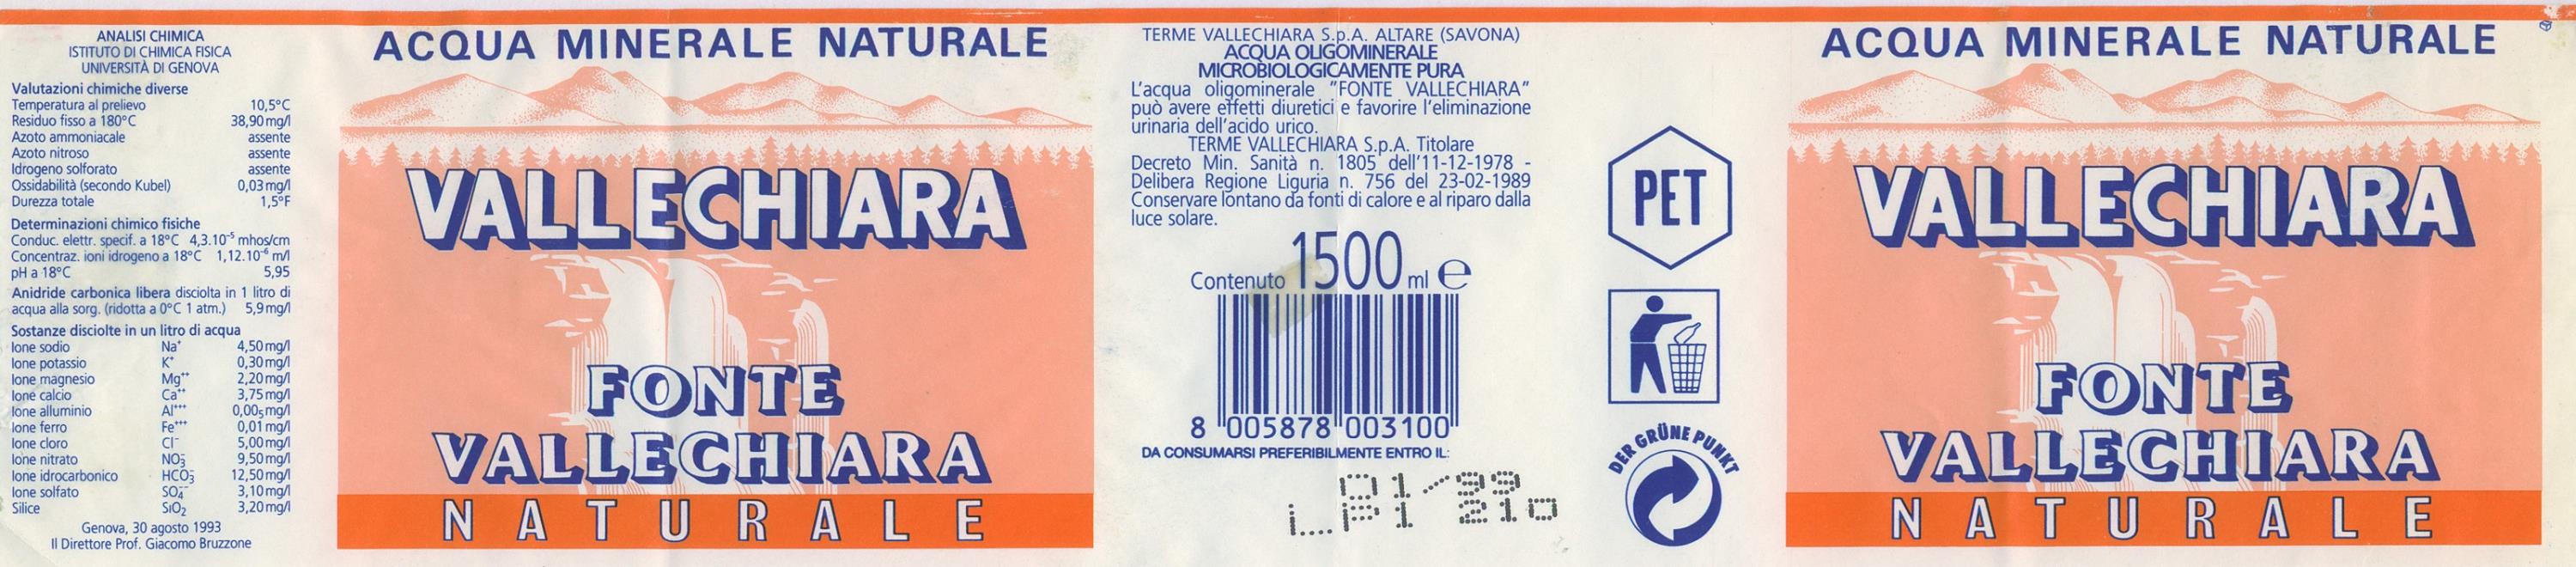 ANALISI CHIMICA
ISTITUTO DI CHIMICA FISICA
UNIVERSITÀ DI GENOVA
Valutazioni chimiche diverse
Temperatura al prelievo 10,5°C
Residuo fisso a 180°C 38,90 mg/l
Azoto ammoniacale assente
Azoto nitroso assente
Idrogeno solforato assente
Ossidabilità (secondo Kubel) 0,03 mg/l
Durezza totale 1,5°F
Determinazioni chimico fisiche
Conduc. elettr. specif. a 18°C 4,3.10⁻⁵ mhos/cm
Concentraz. ioni idrogeno a 18°C 1,12.10⁻⁶ m/l
pH a 18°C 5,95
Anidride carbonica libera disciolta in 1 litro di
acqua alla sorg. (ridotta a 0°C 1 atm.) 5,9 mg/l
Sostanze disciolte in un litro di acqua
Ione sodio Na⁺ 4,50 mg/l
Ione potassio K⁺ 0,30 mg/l
Ione magnesio Mg⁺⁺ 2,20 mg/l
Ione calcio Ca⁺⁺ 3,75 mg/l
Ione alluminio Al⁺⁺⁺ 0,005 mg/l
Ione ferro Fe⁺⁺⁺ 0,01 mg/l
Ione cloro Cl⁻ 5,00 mg/l
Ione nitrato NO₃⁻ 9,50 mg/l
Ione idrocarbonico HCO₃⁻ 12,50 mg/l
Ione solfato SO₄⁻⁻ 3,10 mg/l
Silice SiO₂ 3,20 mg/l
Genova, 30 agosto 1993
Il Direttore Prof. Giacomo Bruzzone
ACQUA MINERALE NATURALE
VALLECHIARA
FONTE
VALLECHIARA
NATURALE
TERME VALLECHIARA S.p.A. ALTARE (SAVONA)
ACQUA OLIGOMINERALE
MICROBIOLOGICAMENTE PURA
L'acqua oligominerale "FONTE VALLECHIARA"
può avere effetti diuretici e favorire l'eliminazione
urinaria dell'acido urico.
TERME VALLECHIARA S.p.A. Titolare
Decreto Min. Sanità n. 1805 dell'11-12-1978 -
Delibera Regione Liguria n. 756 del 23-02-1989
Conservare lontano da fonti di calore e al riparo dalla
luce solare.
Contenuto 1500 ml e
8 005878 003100
DA CONSUMARSI PREFERIBILMENTE ENTRO IL:
01/99
LP1 210
PET
DER GRÜNE PUNKT
ACQUA MINERALE NATURALE
VALLECHIARA
FONTE
VALLECHIARA
NATURALE